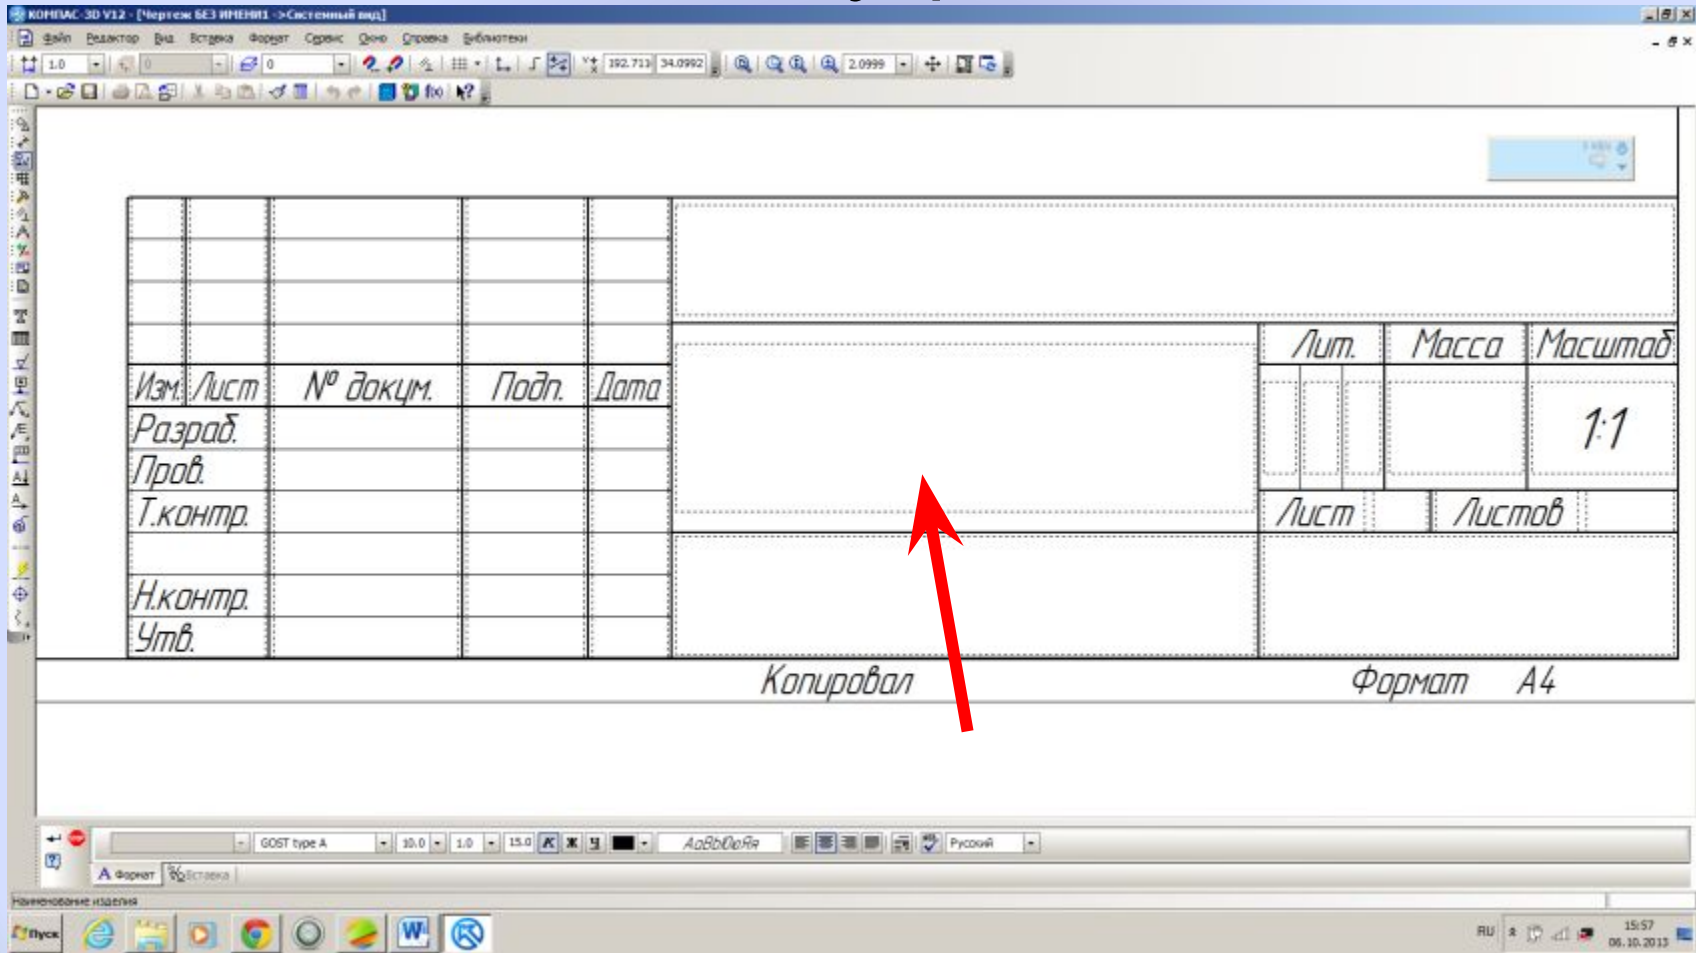 КОМПАС-3D V12 - [Чертеж БЕЗ ИМЕНИ1 ->Системный вид]
Файл Редактор Вид Вставка Формат Сервис Окно Справка Библиотеки
1.0 0 0 192.713 34.0992 2.0999
Лит. Масса Масштаб
Изм. Лист № докум. Подп. Дата
Разраб. 1:1
Пров.
Т.контр. Лист Листов
Н.контр.
Утв.
Копировал Формат А4
GOST type A 10.0 1.0 15.0 К Ж Ч АаВbБбЯя Русский
Формат Вставка
Наименование изделия
Пуск RU 15:57
06.10.2013